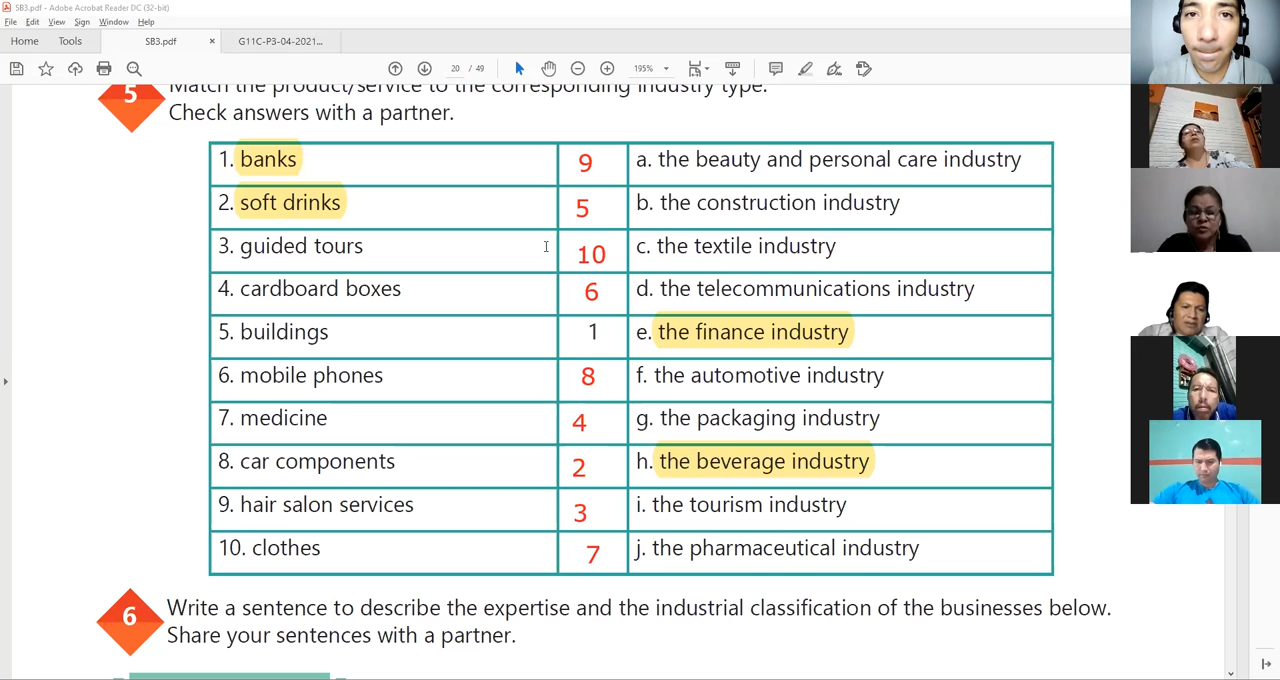 SB3.pdf - Adobe Acrobat Reader DC (32-bit)
File Edit View Sign Window Help
Home Tools SB3.pdf × G11C-P3-04-2021...
20 / 49 195%
5 Match the product/service to the corresponding industry type.
Check answers with a partner.
1. banks 9 a. the beauty and personal care industry
2. soft drinks 5 b. the construction industry
3. guided tours 10 c. the textile industry
4. cardboard boxes 6 d. the telecommunications industry
5. buildings 1 e. the finance industry
6. mobile phones 8 f. the automotive industry
7. medicine 4 g. the packaging industry
8. car components 2 h. the beverage industry
9. hair salon services 3 i. the tourism industry
10. clothes 7 j. the pharmaceutical industry
6 Write a sentence to describe the expertise and the industrial classification of the businesses below.
Share your sentences with a partner.